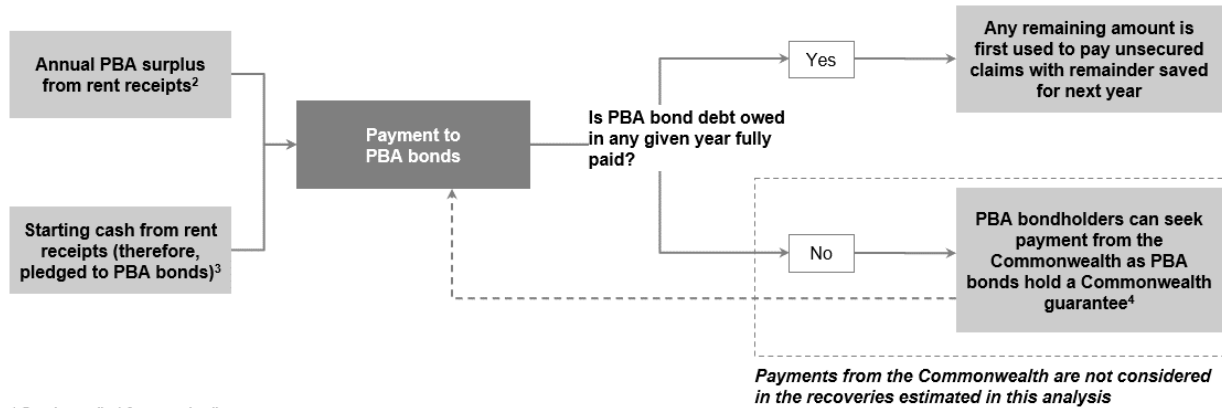 Annual PBA surplus
from rent receipts²
Starting cash from rent
receipts (therefore,
pledged to PBA bonds)³
Payment to
PBA bonds
Is PBA bond debt owed
in any given year fully
paid?
Yes
Any remaining amount is
first used to pay unsecured
claims with remainder saved
for next year
No
PBA bondholders can seek
payment from the
Commonwealth as PBA
bonds hold a Commonwealth
guarantee⁴
Payments from the Commonwealth are not considered
in the recoveries estimated in this analysis